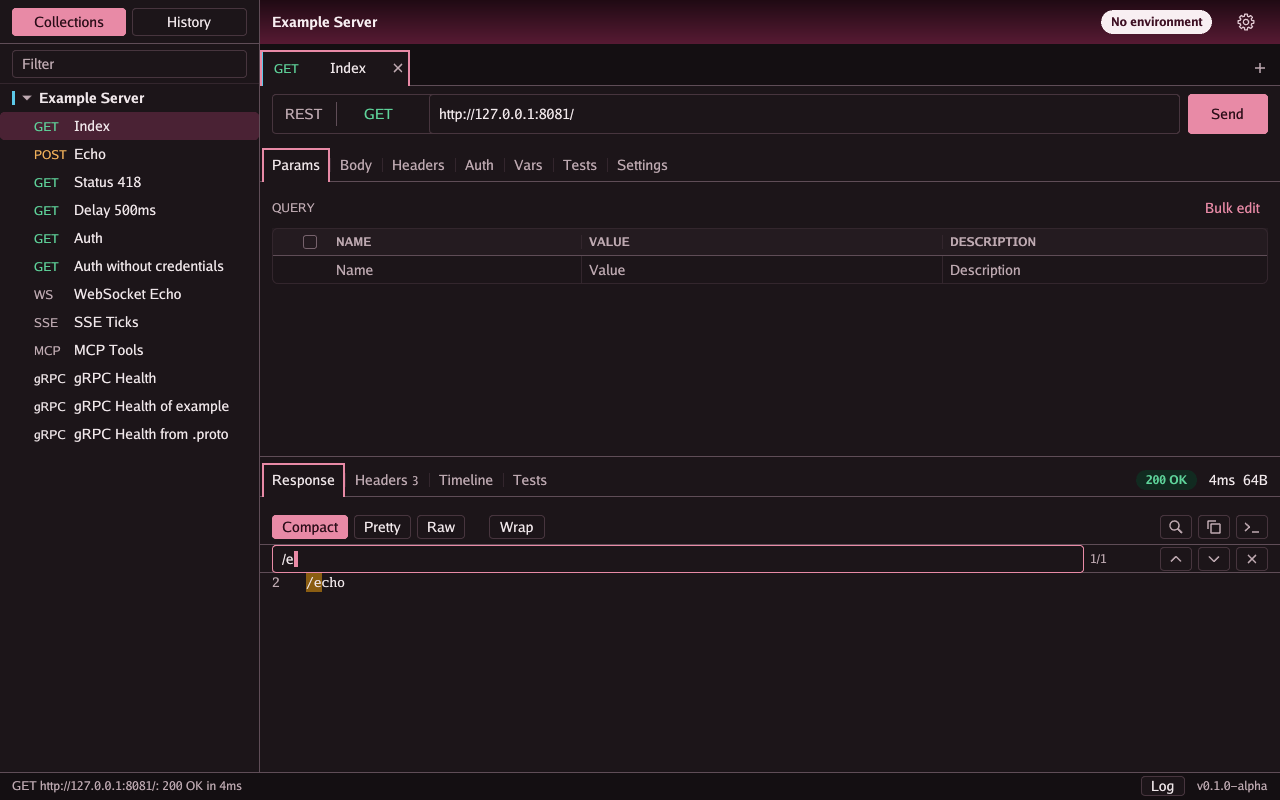 Collections History
Filter
Example Server
GET Index
POST Echo
GET Status 418
GET Delay 500ms
GET Auth
GET Auth without credentials
WS WebSocket Echo
SSE SSE Ticks
MCP MCP Tools
gRPC gRPC Health
gRPC gRPC Health of example
gRPC gRPC Health from .proto
Example Server No environment
GET Index
REST GET http://127.0.0.1:8081/ Send
Params Body Headers Auth Vars Tests Settings
QUERY Bulk edit
NAME VALUE DESCRIPTION
Name Value Description
Response Headers 3 Timeline Tests 200 OK 4ms 64B
Compact Pretty Raw Wrap
/e 1/1
2 /echo
GET http://127.0.0.1:8081/: 200 OK in 4ms Log v0.1.0-alpha